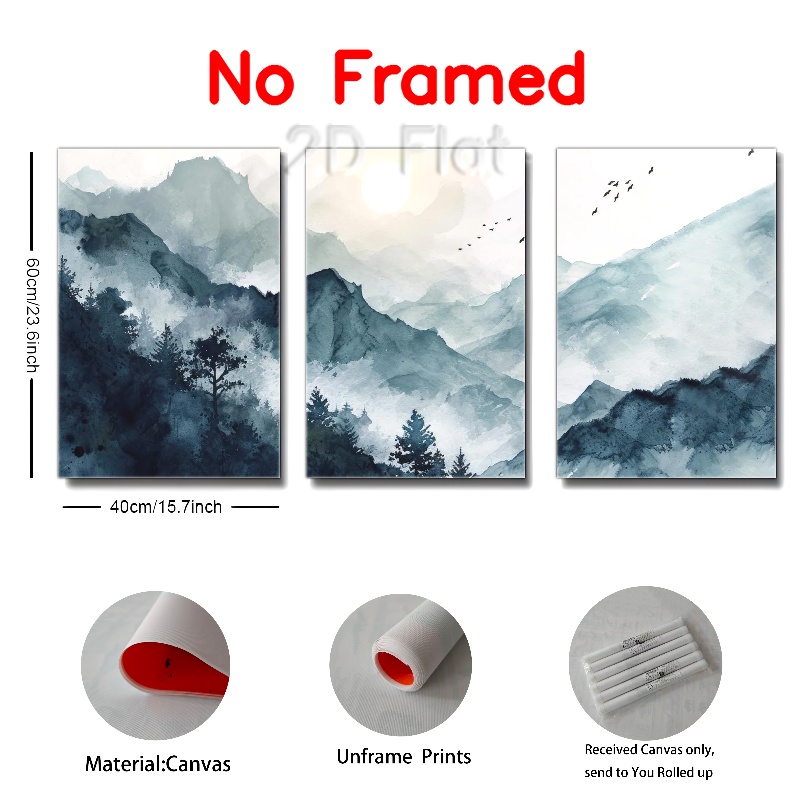 No Framed
2D Flat
60cm/23.6inch
40cm/15.7inch
Material:Canvas
Unframe Prints
Received Canvas only,
send to You Rolled up